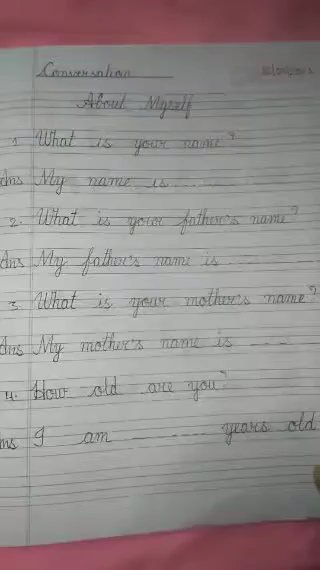 Conversation
About Myself
1. What is your name?
Ans My name is ...
2. What is your father's name?
Ans My father's name is ...
3. What is your mother's name?
Ans My mother's name is ----
4. How old are you?
Ans I am ------- years old